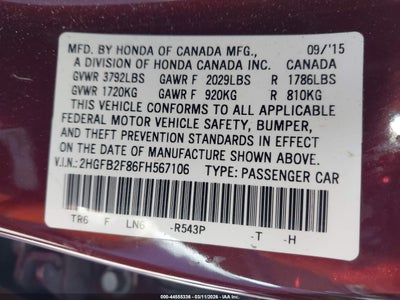 MFD. BY HONDA OF CANADA MFG., 09/'15
A DIVISION OF HONDA CANADA INC. CANADA
GVWR 3792LBS GAWR F 2029LBS R 1786LBS
GVWR 1720KG GAWR F 920KG R 810KG
THIS VEHICLE CONFORMS TO ALL APPLICABLE
FEDERAL MOTOR VEHICLE SAFETY, BUMPER,
AND THEFT PREVENTION STANDARDS IN EFFECT
ON THE DATE OF MANUFACTURE SHOWN ABOVE.
V.I.N.: 2HGFB2F86FH567106 TYPE: PASSENGER CAR
TR6 F LN6 -R543P -T -H
000-44555336 - 03/11/2026 - IAAI